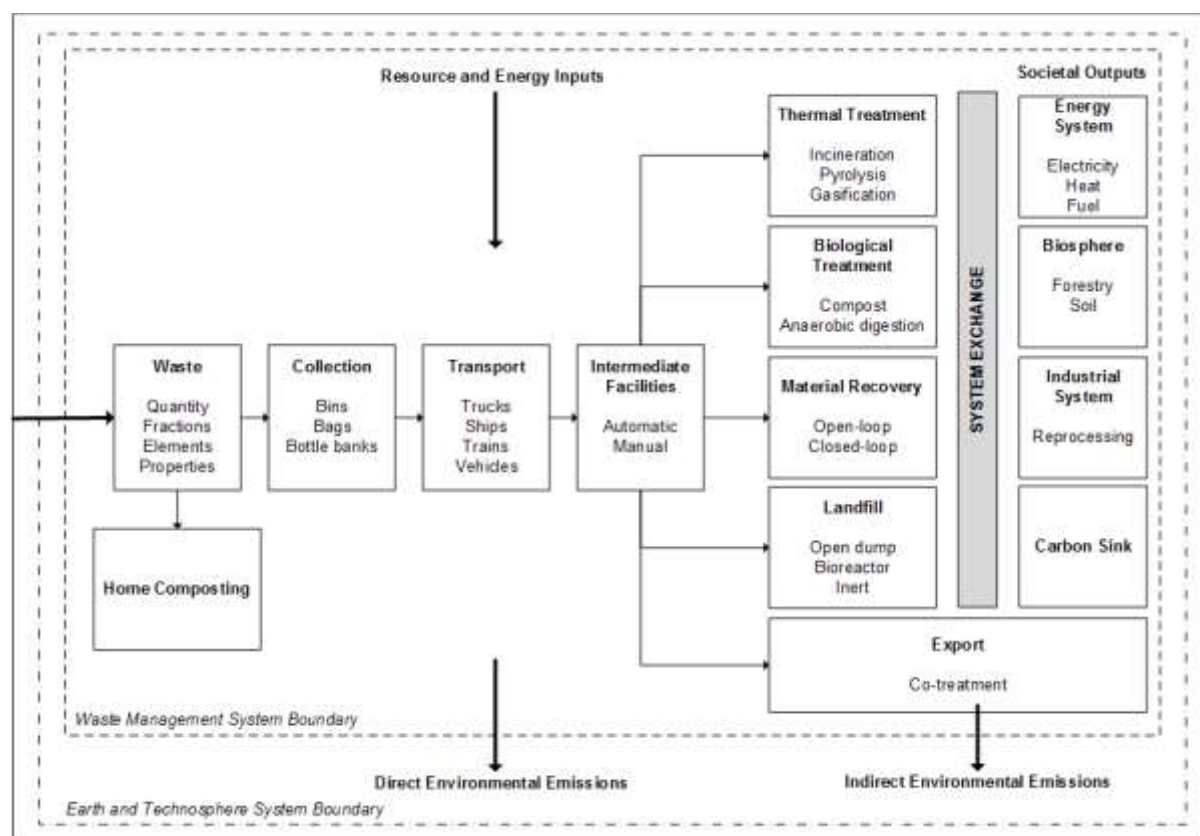 Resource and Energy Inputs
Societal Outputs
Thermal Treatment
Incineration
Pyrolysis
Gasification
Energy
System
Electricity
Heat
Fuel
Biological
Treatment
Compost
Anaerobic digestion
Biosphere
Forestry
Soil
SYSTEM EXCHANGE
Waste
Quantity
Fractions
Elements
Properties
Collection
Bins
Bags
Bottle banks
Transport
Trucks
Ships
Trains
Vehicles
Intermediate
Facilities
Automatic
Manual
Material Recovery
Open-loop
Closed-loop
Industrial
System
Reprocessing
Landfill
Open dump
Bioreactor
Inert
Carbon Sink
Home Composting
Export
Co-treatment
Waste Management System Boundary
Direct Environmental Emissions
Indirect Environmental Emissions
Earth and Technosphere System Boundary